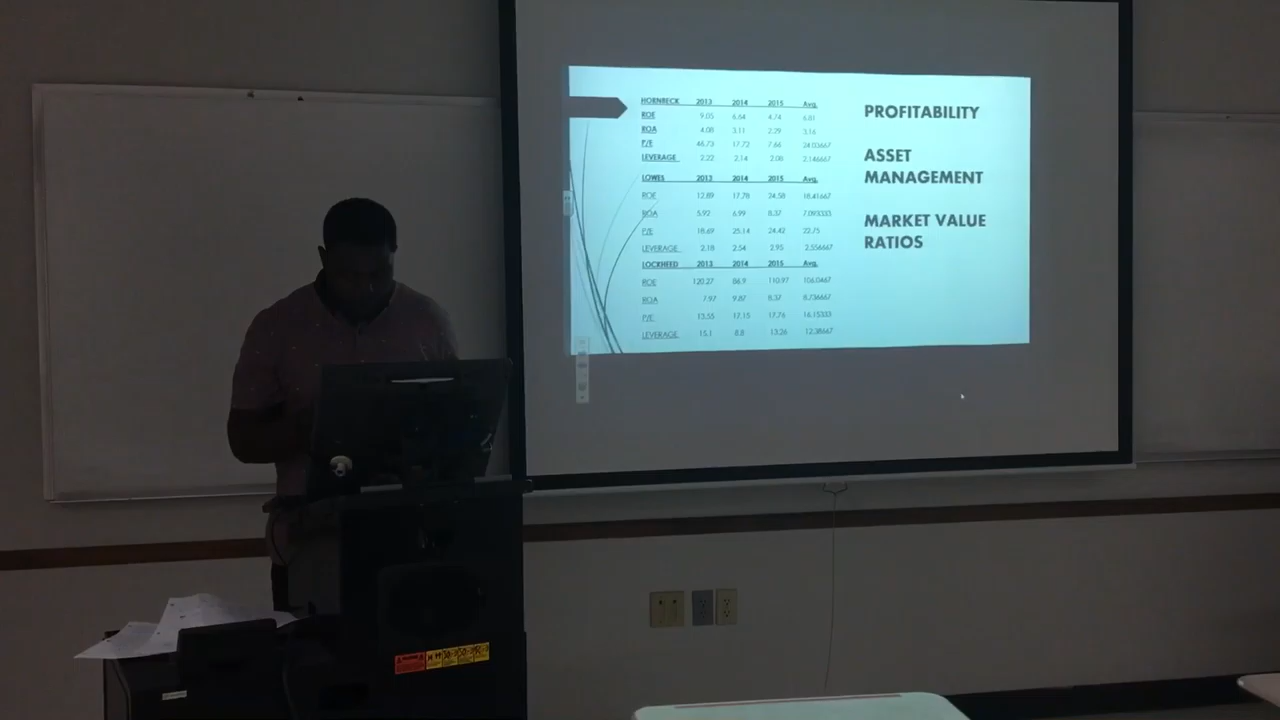 HORNBECK 2013 2014 2015 Avg.
ROE 9.05 6.64 4.74 6.81
ROA 4.08 3.11 2.29 3.16
P/E 46.73 17.72 7.66 24.03667
LEVERAGE 2.22 2.14 2.08 2.146667
LOWES 2013 2014 2015 Avg.
ROE 12.89 17.78 24.58 18.41667
ROA 5.92 6.99 8.37 7.093333
P/E 18.69 25.14 24.42 22.75
LEVERAGE 2.18 2.54 2.95 2.556667
LOCKHEED 2013 2014 2015 Avg.
ROE 120.27 86.9 110.97 106.0467
ROA 7.97 9.87 8.37 8.736667
P/E 13.55 17.15 17.76 16.15333
LEVERAGE 15.1 8.8 13.26 12.38667
PROFITABILITY
ASSET
MANAGEMENT
MARKET VALUE
RATIOS